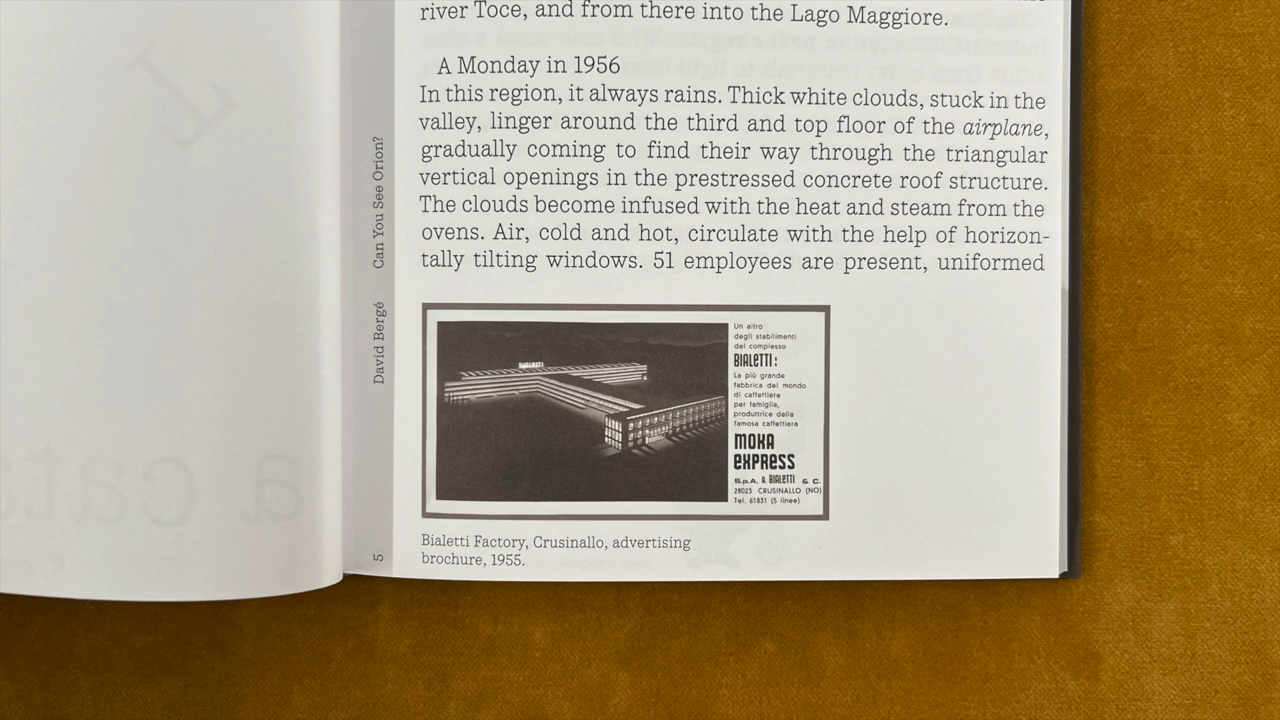 river Toce, and from there into the Lago Maggiore.
A Monday in 1956
In this region, it always rains. Thick white clouds, stuck in the
valley, linger around the third and top floor of the airplane,
gradually coming to find their way through the triangular
vertical openings in the prestressed concrete roof structure.
The clouds become infused with the heat and steam from the
ovens. Air, cold and hot, circulate with the help of horizon-
tally tilting windows. 51 employees are present, uniformed
BIALETTI
Un altro
degli stabilimenti
del complesso
BIALETTI:
La più grande
fabbrica del mondo
di caffettiere
per famiglia,
produttrice della
famosa caffettiera
MOKA
EXPRESS
S.p.A. A. BIALETTI & C.
28023 CRUSINALLO (NO)
Tel. 61831 (5 linee)
Bialetti Factory, Crusinallo, advertising
brochure, 1955.
David Bergé
Can You See Orion?
5